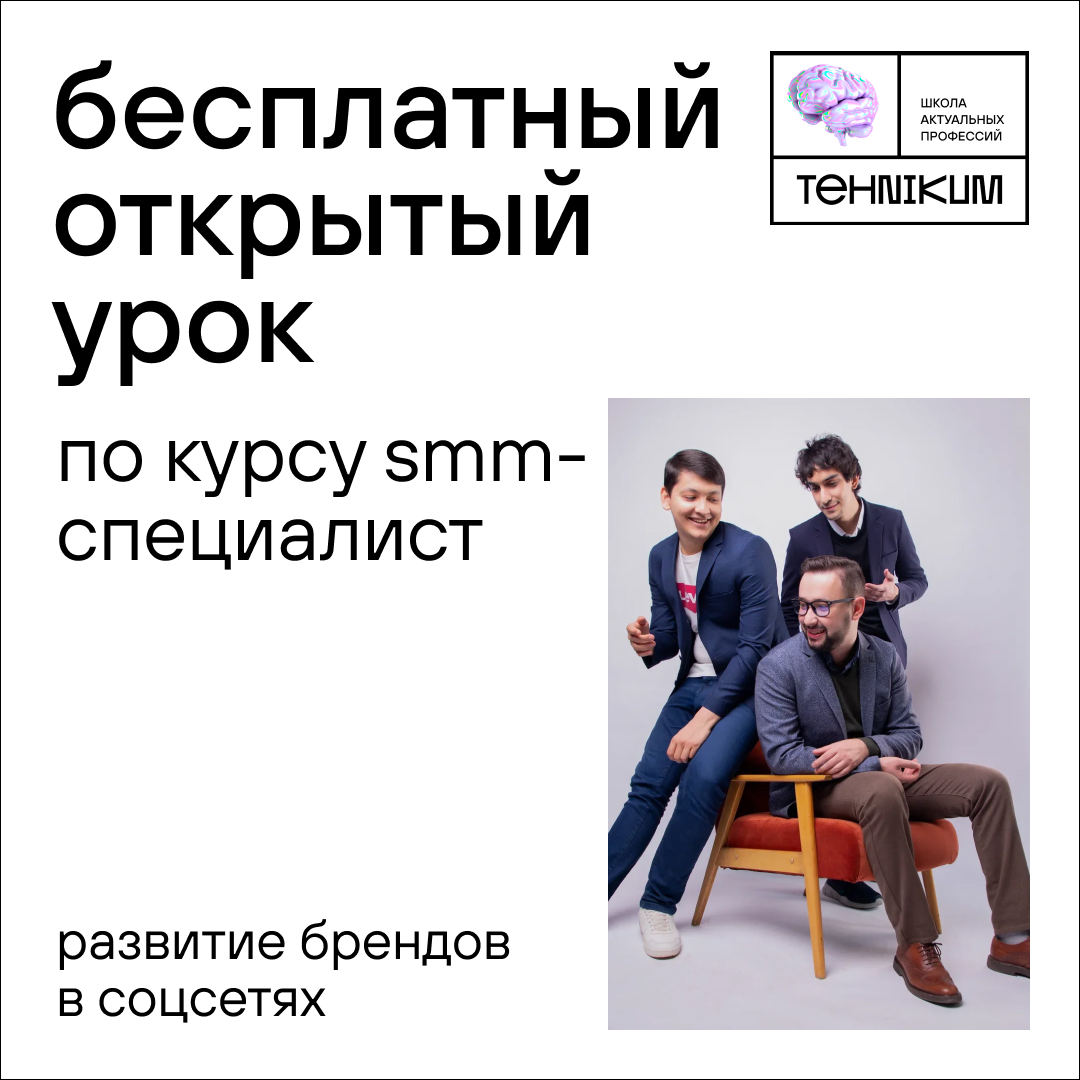 бесплатный
открытый
урок
ШКОЛА
АКТУАЛЬНЫХ
ПРОФЕССИЙ
TEHNIKUM
по курсу smm-
специалист
развитие брендов
в соцсетях